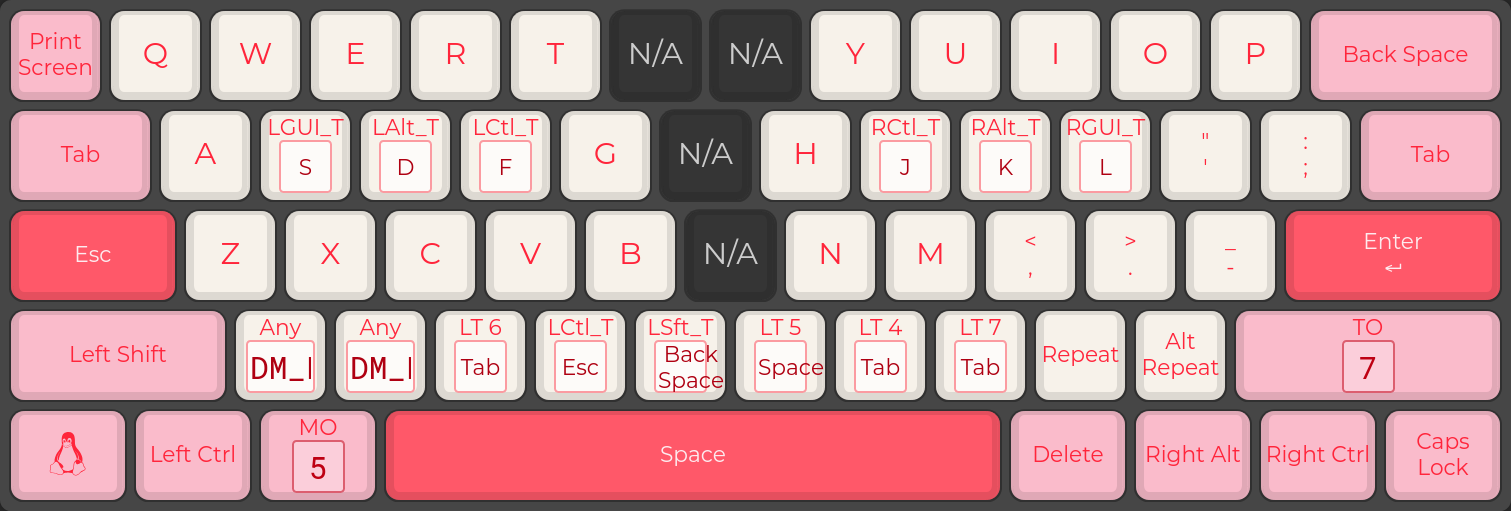 Print
Screen
Q
W
E
R
T
N/A
N/A
Y
U
I
O
P
Back Space
Tab
A
LGUI_T
S
LAlt_T
D
LCtl_T
F
G
N/A
H
RCtl_T
J
RAlt_T
K
RGUI_T
L
"
'
:
;
Tab
Esc
Z
X
C
V
B
N/A
N
M
<
,
>
.
_
-
Enter
↵
Left Shift
Any
DM_
Any
DM_
LT 6
Tab
LCtl_T
Esc
LSft_T
Back
Space
LT 5
Space
LT 4
Tab
LT 7
Tab
Repeat
Alt
Repeat
TO
7
Left Ctrl
MO
5
Space
Delete
Right Alt
Right Ctrl
Caps
Lock